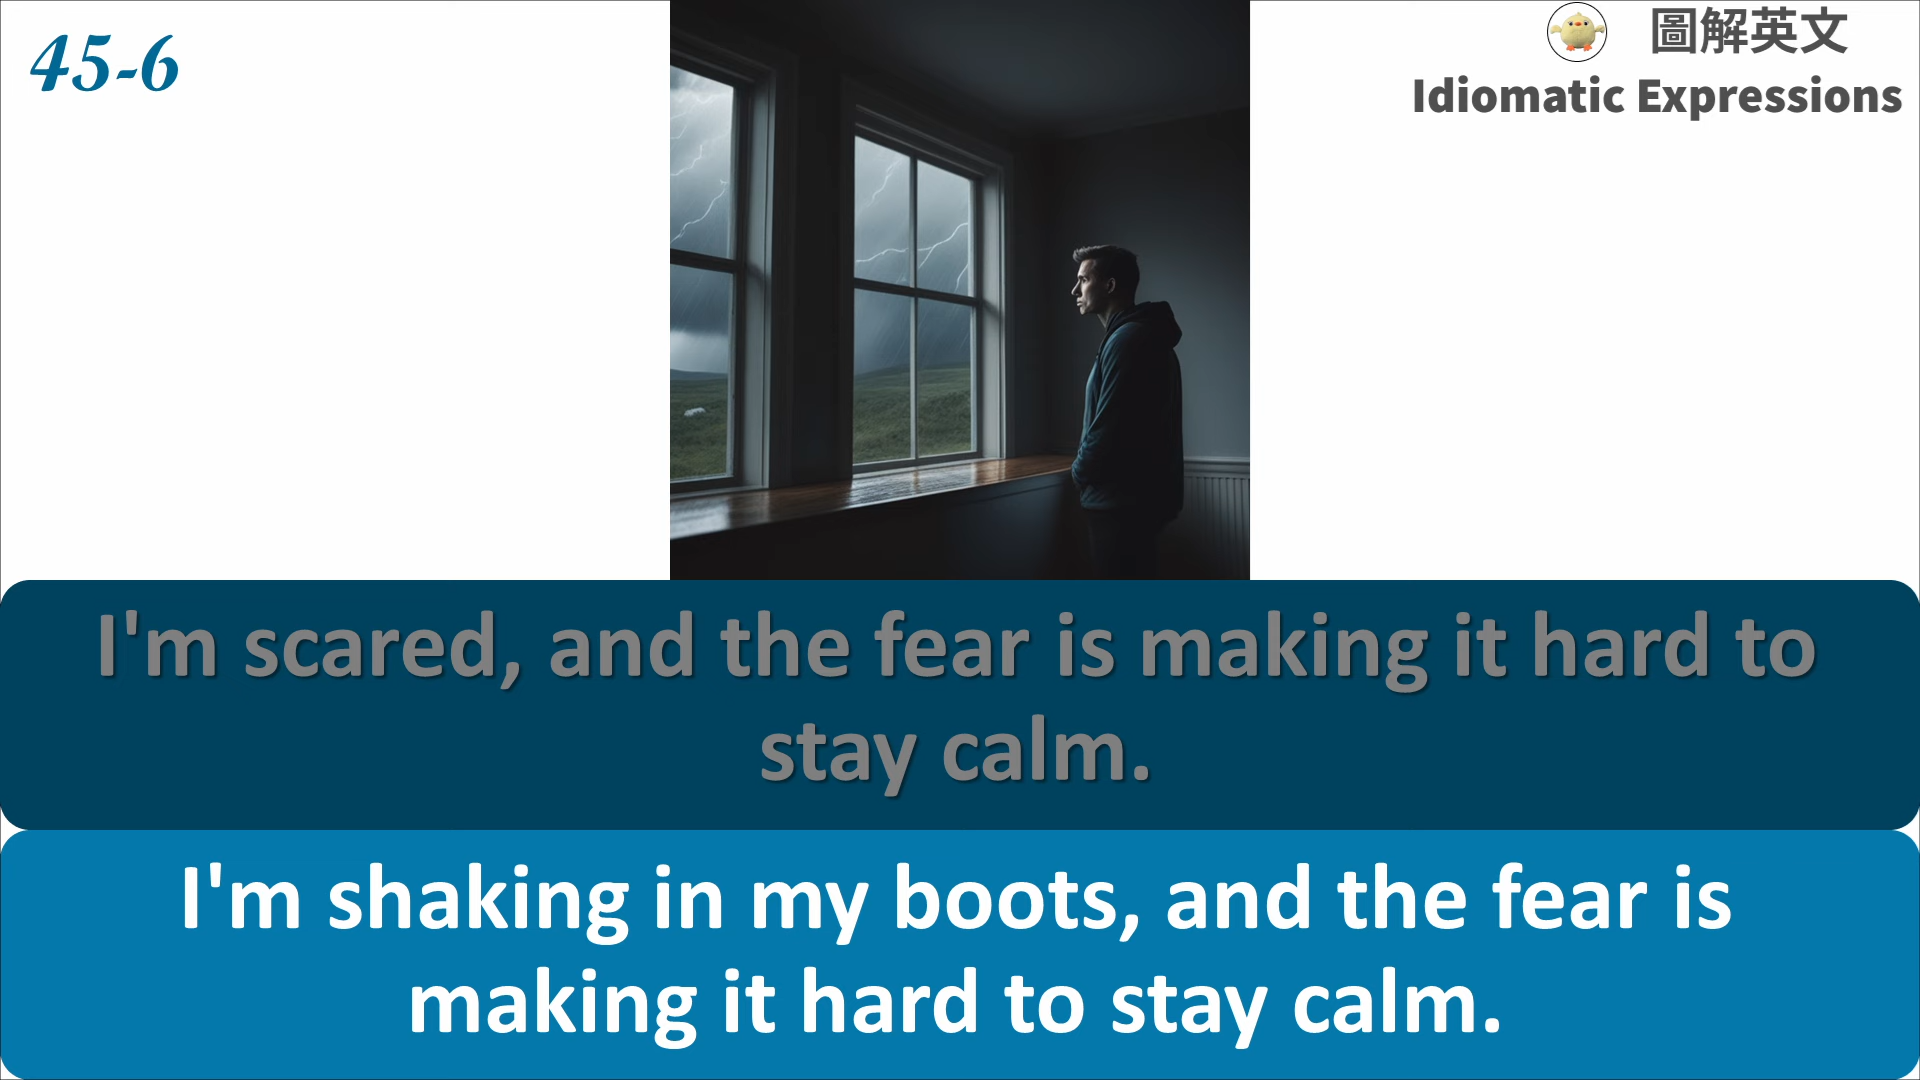 45-6
圖解英文
Idiomatic Expressions
I'm scared, and the fear is making it hard to
stay calm.
I'm shaking in my boots, and the fear is
making it hard to stay calm.